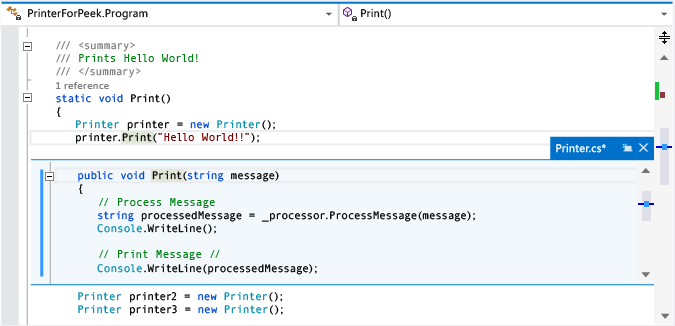 PrinterForPeek.Program
Print()
/// <summary>
/// Prints Hello World!
/// </summary>
1 reference
static void Print()
{
Printer printer = new Printer();
printer.Print("Hello World!!");
Printer.cs*
public void Print(string message)
{
// Process Message
string processedMessage = _processor.ProcessMessage(message);
Console.WriteLine();
// Print Message //
Console.WriteLine(processedMessage);
Printer printer2 = new Printer();
Printer printer3 = new Printer();